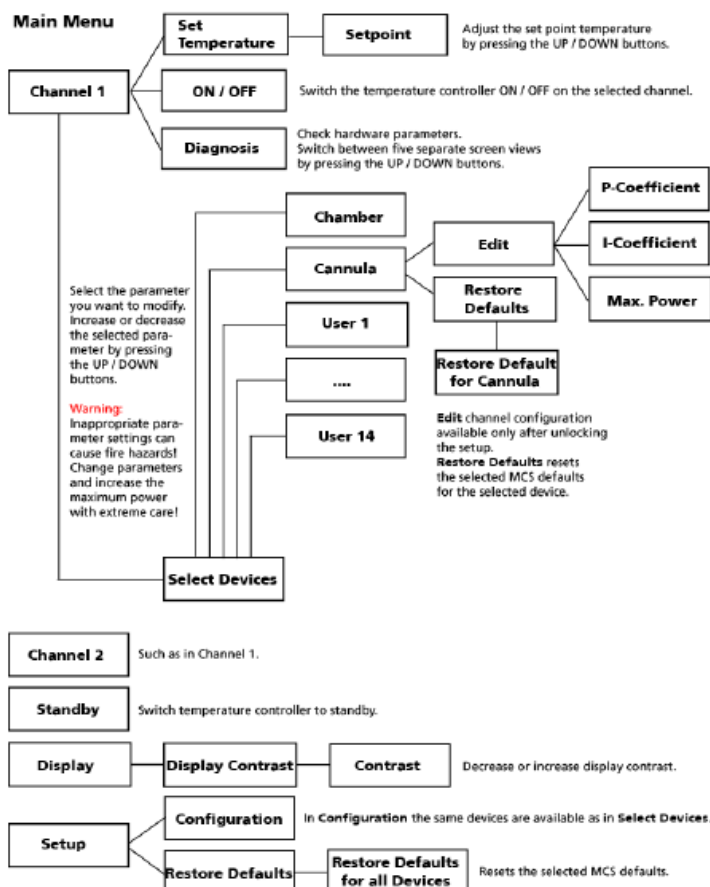 Main Menu
Set
Temperature
Setpoint
Adjust the set point temperature
by pressing the UP / DOWN buttons.
Channel 1
ON / OFF
Switch the temperature controller ON / OFF on the selected channel.
Diagnosis
Check hardware parameters.
Switch between five separate screen views
by pressing the UP / DOWN buttons.
P-Coefficient
Chamber
Edit
I-Coefficient
Cannula
Restore
Defaults
Max. Power
Select the parameter
you want to modify.
Increase or decrease
the selected para-
meter by pressing
the UP / DOWN
buttons.
User 1
Restore Default
for Cannula
....
Warning:
Inappropriate para-
meter settings can
cause fire hazards!
Change parameters
and increase the
maximum power
with extreme care!
User 14
Edit channel configuration
available only after unlocking
the setup.
Restore Defaults resets
the selected MCS defaults
for the selected device.
Select Devices
Channel 2
Such as in Channel 1.
Standby
Switch temperature controller to standby.
Display
Display Contrast
Contrast
Decrease or increase display contrast.
Setup
Configuration
In Configuration the same devices are available as in Select Devices.
Restore Defaults
Restore Defaults
for all Devices
Resets the selected MCS defaults.